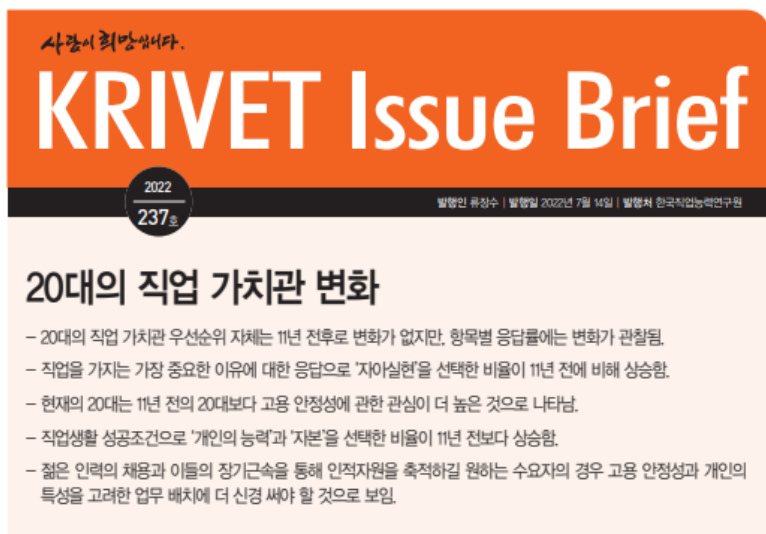 사람이 희망입니다.
KRIVET Issue Brief
2022
237호
발행인 류장수 | 발행일 2022년 7월 14일 | 발행처 한국직업능력연구원
20대의 직업 가치관 변화
– 20대의 직업 가치관 우선순위 자체는 11년 전후로 변화가 없지만, 항목별 응답률에는 변화가 관찰됨.
– 직업을 가지는 가장 중요한 이유에 대한 응답으로 '자아실현'을 선택한 비율이 11년 전에 비해 상승함.
– 현재의 20대는 11년 전의 20대보다 고용 안정성에 관한 관심이 더 높은 것으로 나타남.
– 직업생활 성공조건으로 '개인의 능력'과 '자본'을 선택한 비율이 11년 전보다 상승함.
– 젊은 인력의 채용과 이들의 장기근속을 통해 인적자원을 축적하길 원하는 수요자의 경우 고용 안정성과 개인의
특성을 고려한 업무 배치에 더 신경 써야 할 것으로 보임.